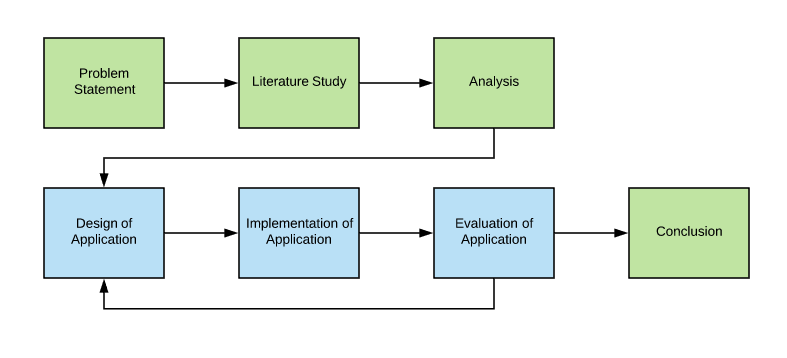 Problem
Statement
Literature Study
Analysis
Design of
Application
Implementation of
Application
Evaluation of
Application
Conclusion